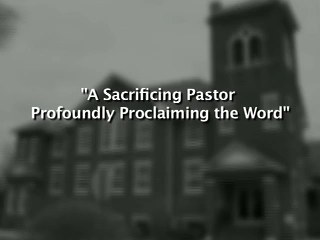 "A Sacrificing Pastor
Profoundly Proclaiming the Word"